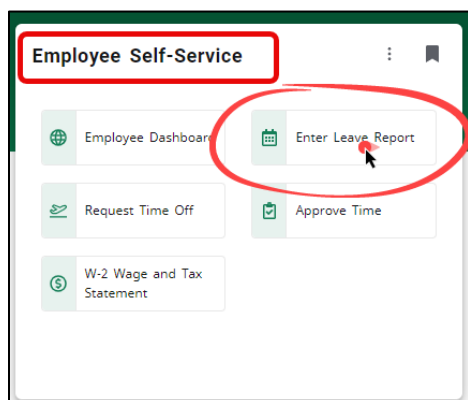 Employee Self-Service
Employee Dashboard
Enter Leave Report
Request Time Off
Approve Time
W-2 Wage and Tax
Statement